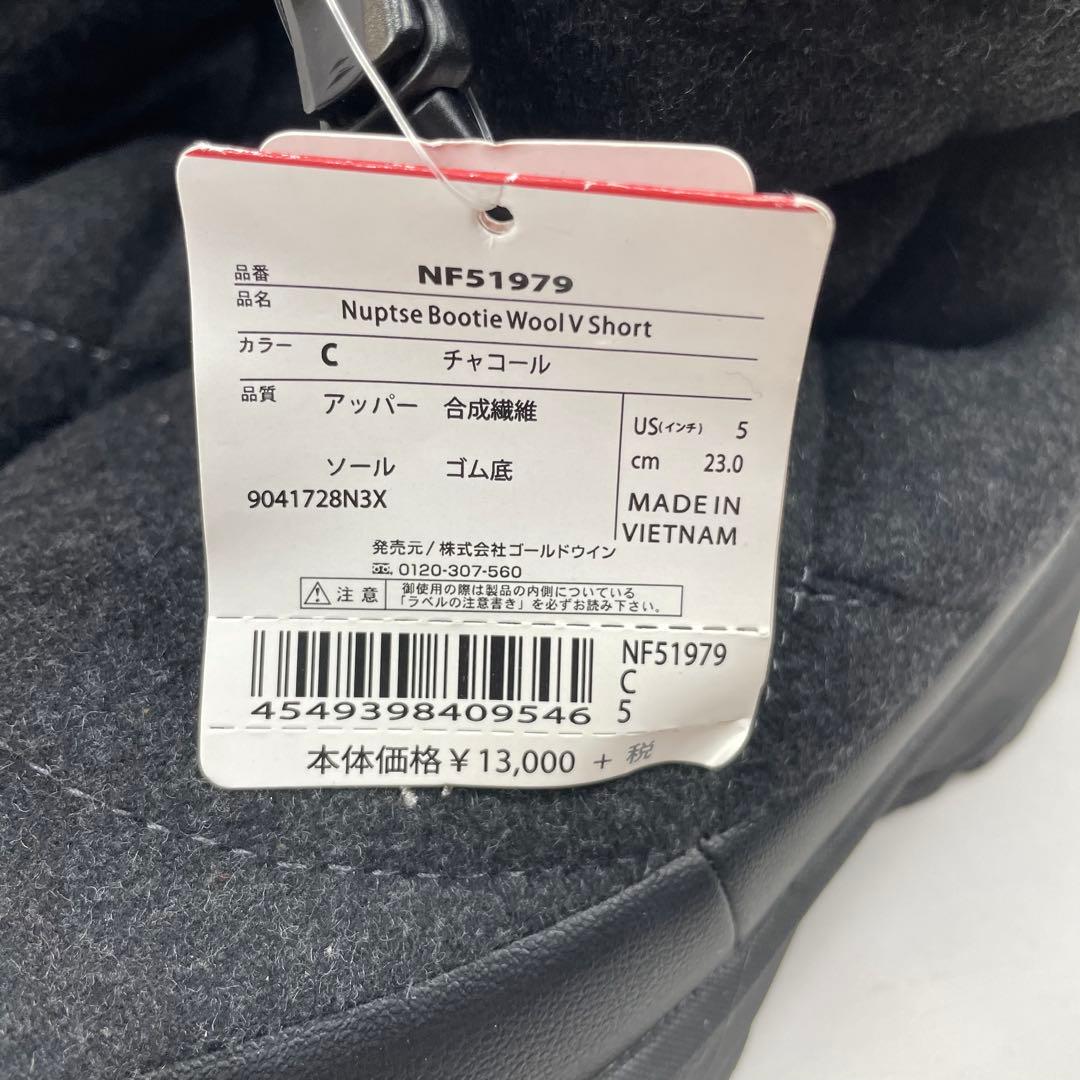 品番 NF51979
品名 Nuptse Bootie Wool V Short
カラー C チャコール
品質 アッパー 合成繊維
ソール ゴム底
9041728N3X
US(インチ) 5
cm 23.0
MADE IN
VIETNAM
発売元/株式会社ゴールドウイン
0120-307-560
注意 御使用の際は製品の内側についている
「ラベルの注意書き」を必ずお読み下さい。
NF51979
C
5
4549398409546
本体価格¥13,000 + 税